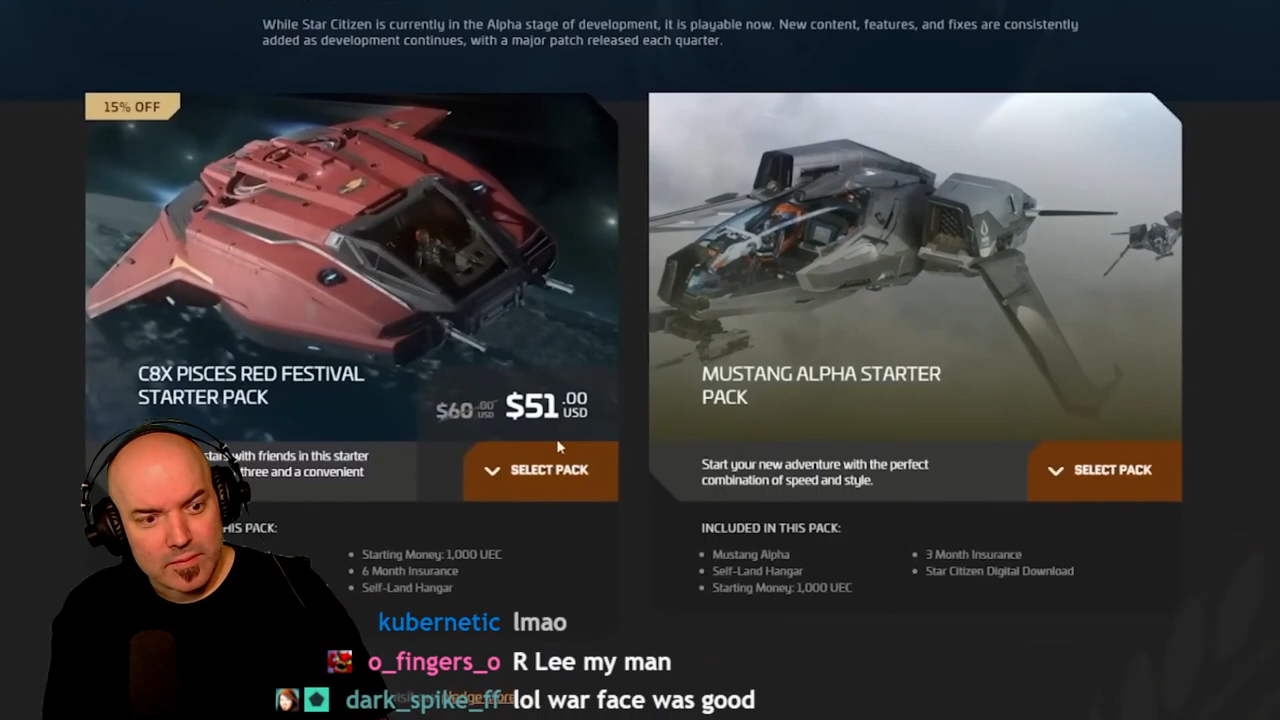 While Star Citizen is currently in the Alpha stage of development, it is playable now. New content, features, and fixes are consistently
added as development continues, with a major patch released each quarter.
15% OFF
C8X PISCES RED FESTIVAL
STARTER PACK
$60.00 USD
$51.00 USD
stars with friends in this starter
three and a convenient
SELECT PACK
HIS PACK:
Starting Money: 1,000 UEC
6 Month Insurance
Self-Land Hangar
MUSTANG ALPHA STARTER
PACK
Start your new adventure with the perfect
combination of speed and style.
SELECT PACK
INCLUDED IN THIS PACK:
Mustang Alpha
Self-Land Hangar
Starting Money: 1,000 UEC
3 Month Insurance
Star Citizen Digital Download
kubernetic lmao
o_fingers_o R Lee my man
dark_spike_ff lol war face was good